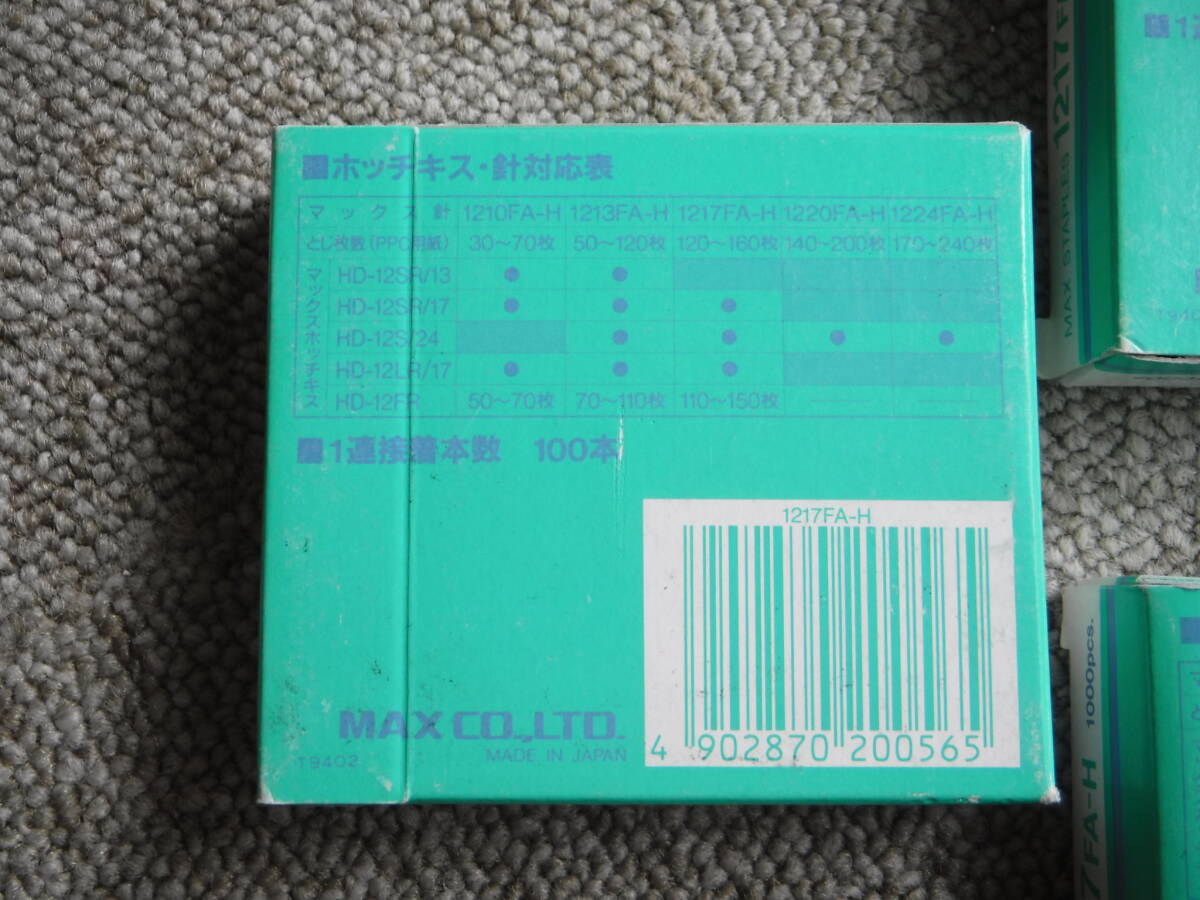 ■ホッチキス・針対応表
マックス針 1210FA-H 1213FA-H 1217FA-H 1220FA-H 1224FA-H
とじ枚数(PPC用紙) 30〜70枚 50〜120枚 120〜160枚 140〜200枚 170〜240枚
マックスホッチキス
HD-12SR/13 ● ●
HD-12SR/17 ● ● ●
HD-12S/24 ● ● ● ●
HD-12LR/17 ● ● ●
HD-12FR 50〜70枚 70〜110枚 110〜150枚 — —
■1連接着本数 100本
1217FA-H
4 902870 200565
MAX CO.,LTD.
MADE IN JAPAN
T9402
MAX STAPLES 1217 F
■1
T940
7FA-H 1000pcs.